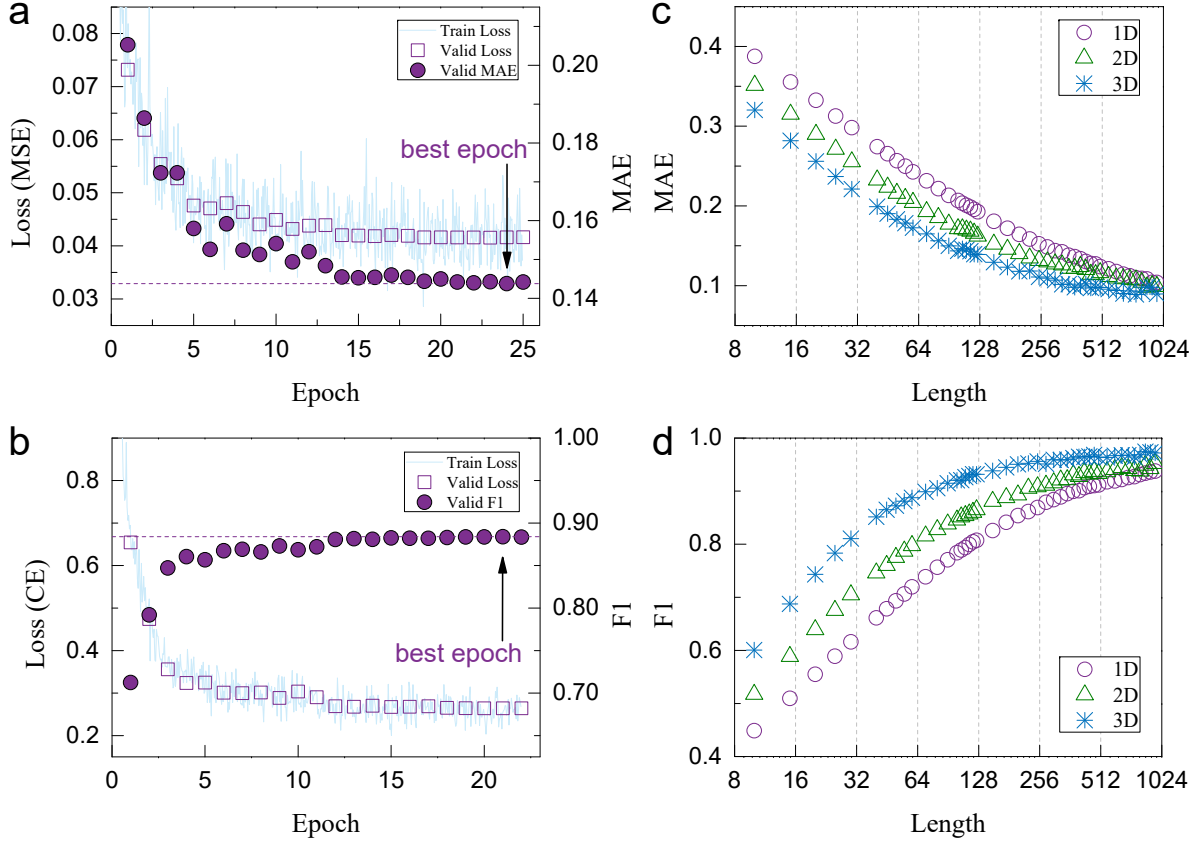 a
0.08
0.07
0.06
0.05
0.04
0.03
Loss (MSE)
Train Loss
Valid Loss
Valid MAE
best epoch
0.20
0.18
0.16
0.14
MAE
0 5 10 15 20 25
Epoch
c
0.4
0.3
0.2
0.1
MAE
1D
2D
3D
8 16 32 64 128 256 512 1024
Length
b
0.8
0.6
0.4
0.2
Loss (CE)
Train Loss
Valid Loss
Valid F1
best epoch
1.00
0.90
0.80
0.70
F1
0 5 10 15 20
Epoch
d
1.0
0.8
0.6
0.4
F1
1D
2D
3D
8 16 32 64 128 256 512 1024
Length